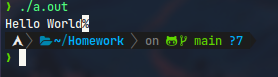 ❯ ./a.out
Hello World%
~/Homework on main ?7
❯